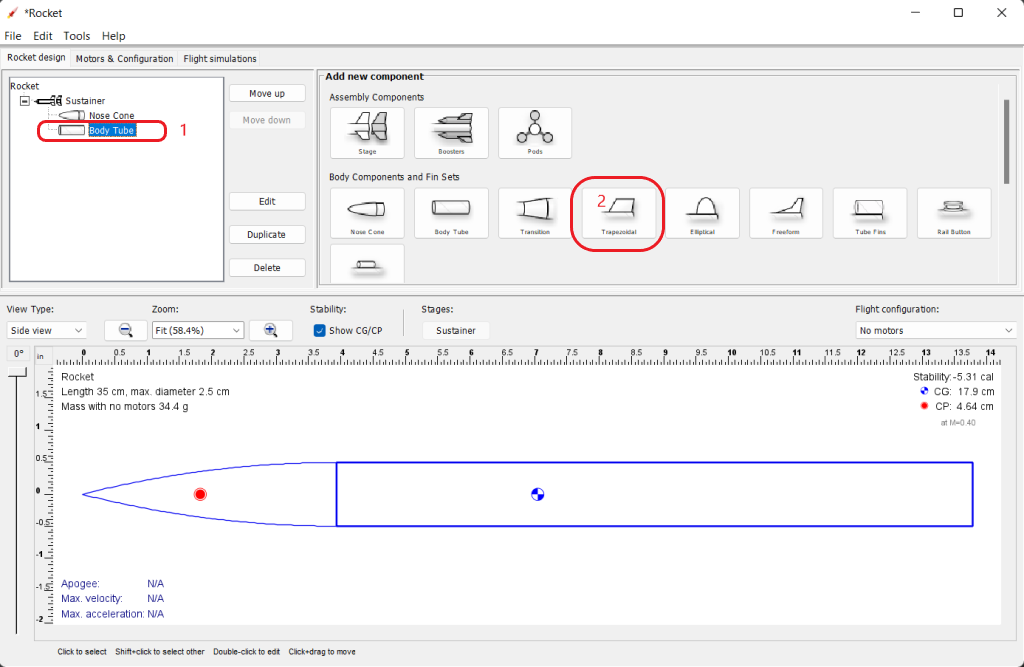 *Rocket
File Edit Tools Help
Rocket design Motors & Configuration Flight simulations
Rocket
Sustainer
Nose Cone
Body Tube
1
Move up
Move down
Edit
Duplicate
Delete
Add new component
Assembly Components
Stage Boosters Pods
Body Components and Fin Sets
2
Nose Cone Body Tube Transition Trapezoidal Elliptical Freeform Tube Fins Rail Button
View Type: Zoom: Stability: Stages: Flight configuration:
Side view Fit (58.4%) Show CG/CP Sustainer No motors
0°
in
0 0.5 1 1.5 2 2.5 3 3.5 4 4.5 5 5.5 6 6.5 7 7.5 8 8.5 9 9.5 10 10.5 11 11.5 12 12.5 13 13.5 14
1.5
1
0.5
0
-0.5
-1
-1.5
-2
Rocket
Length 35 cm, max. diameter 2.5 cm
Mass with no motors 34.4 g
Stability:-5.31 cal
CG: 17.9 cm
CP: 4.64 cm
at M=0.40
Apogee: N/A
Max. velocity: N/A
Max. acceleration: N/A
Click to select Shift+click to select other Double-click to edit Click+drag to move